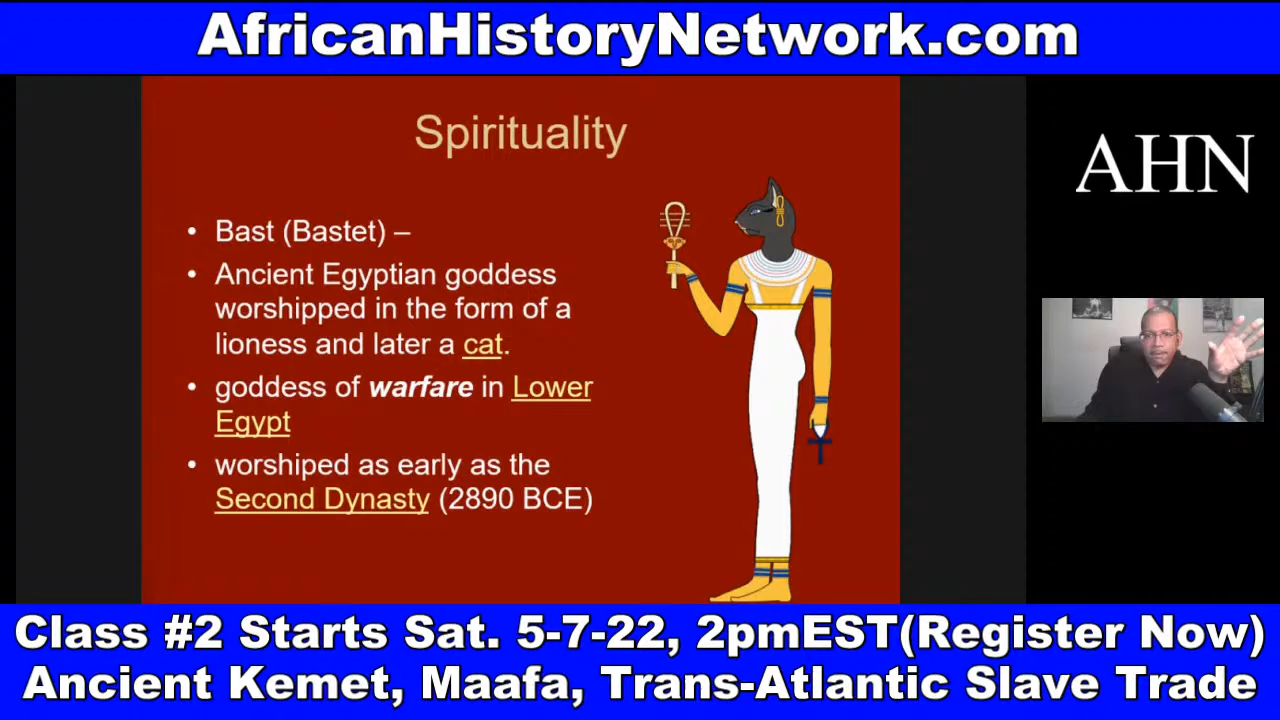 AfricanHistoryNetwork.com
Spirituality
• Bast (Bastet) –
• Ancient Egyptian goddess
worshipped in the form of a
lioness and later a cat.
• goddess of warfare in Lower
Egypt
• worshiped as early as the
Second Dynasty (2890 BCE)
AHN
Class #2 Starts Sat. 5-7-22, 2pmEST(Register Now)
Ancient Kemet, Maafa, Trans-Atlantic Slave Trade